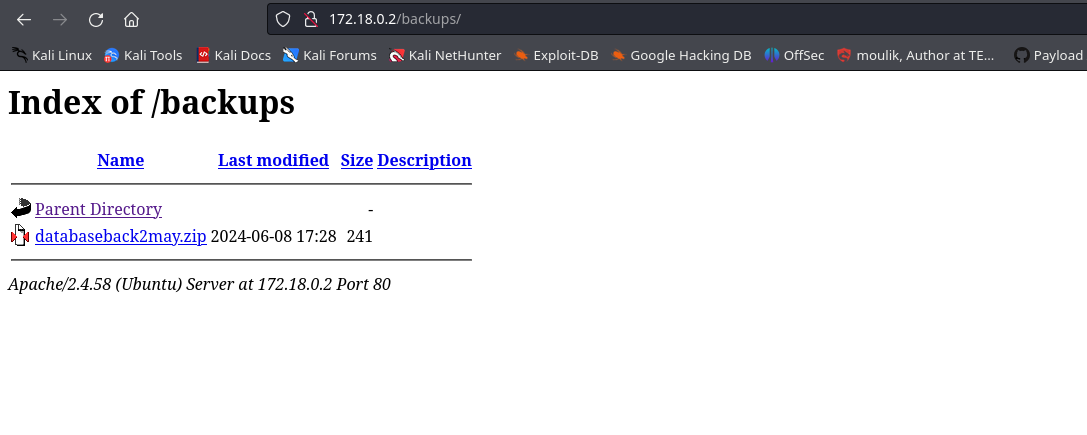 172.18.0.2/backups/
Kali Linux Kali Tools Kali Docs Kali Forums Kali NetHunter Exploit-DB Google Hacking DB OffSec moulik, Author at TE… Payload
Index of /backups
Name Last modified Size Description
Parent Directory -
databaseback2may.zip 2024-06-08 17:28 241
Apache/2.4.58 (Ubuntu) Server at 172.18.0.2 Port 80